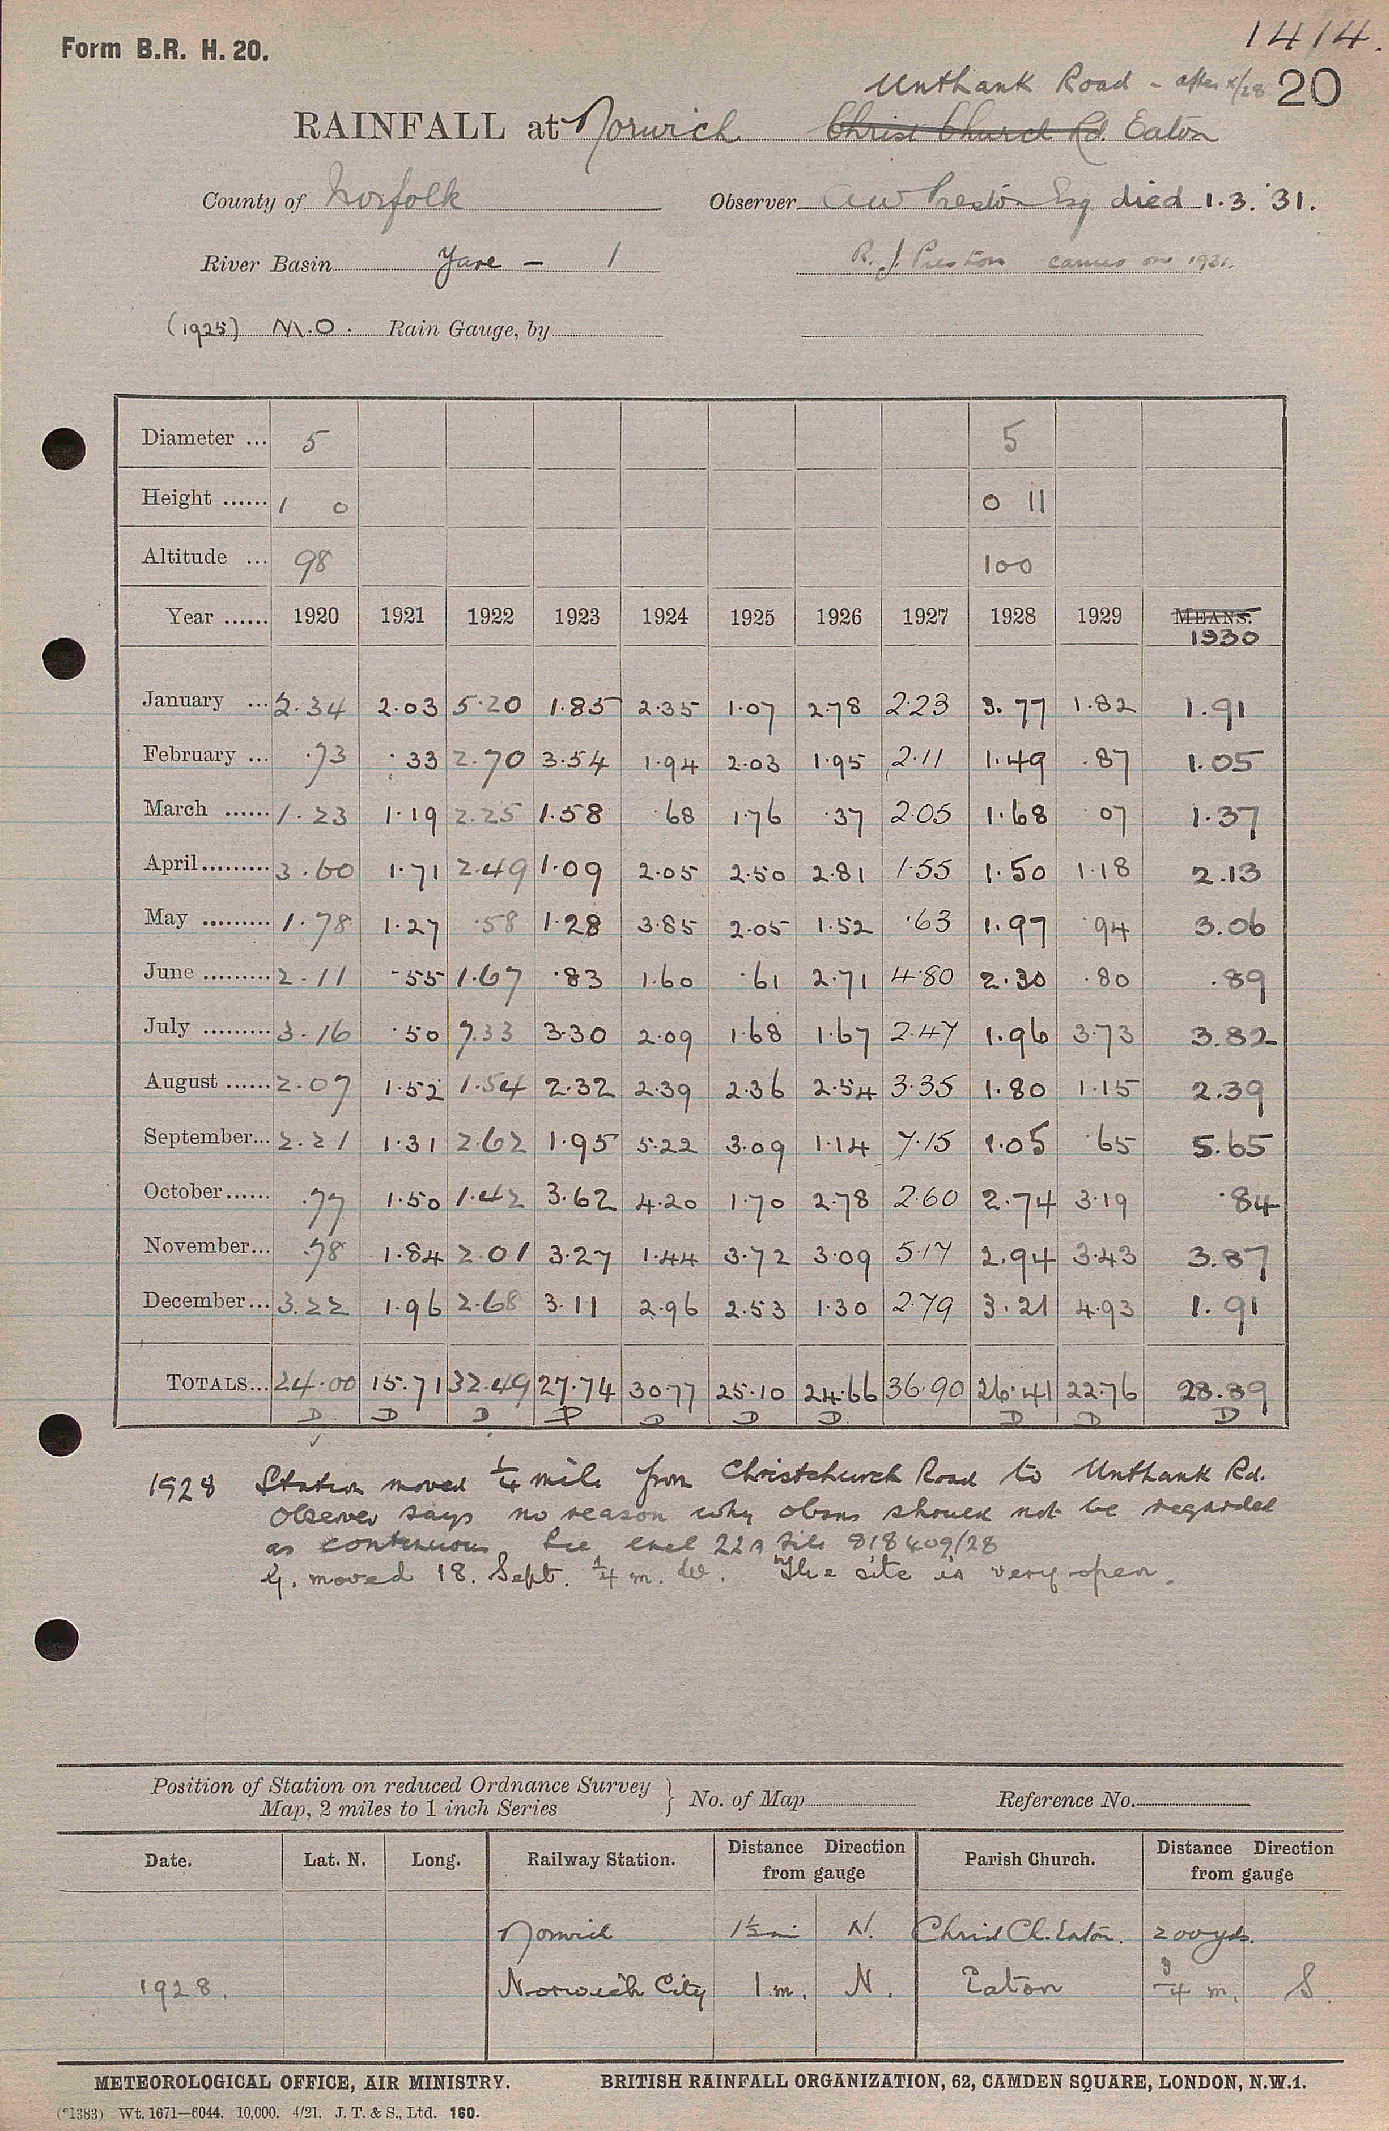 Form B.R. H. 20.
1414.
Unthank Road - after x/28 20
RAINFALL at Norwich Christ Church Rd. Eaton
County of Norfolk Observer A W Preston Esq died 1.3.'31.
River Basin Yare - 1 R. J. Preston carries on 1931.
(1925) M.O. Rain Gauge, by
Diameter ... 5 5
Height ...... 1 0 0 11
Altitude ... 98 100
Year ...... 1920 1921 1922 1923 1924 1925 1926 1927 1928 1929 MEANS.
1930
January ... 2.34 2.03 5.20 1.85 2.35 1.07 2.78 2.23 3.77 1.82 1.91
February ... .73 .33 2.70 3.54 1.94 2.03 1.95 2.11 1.49 .87 1.05
March ...... 1.23 1.19 2.25 1.58 .68 1.76 .37 2.05 1.68 07 1.37
April......... 3.60 1.71 2.49 1.09 2.05 2.50 2.81 1.55 1.50 1.18 2.13
May ......... 1.78 1.27 .58 1.28 3.85 2.05 1.52 .63 1.97 .94 3.06
June ......... 2.11 .55 1.67 .83 1.60 .61 2.71 4.80 2.30 .80 .89
July ......... 3.16 .50 7.33 3.30 2.09 1.68 1.67 2.47 1.96 3.73 3.82
August ...... 2.07 1.52 1.54 2.32 2.39 2.36 2.54 3.35 1.80 1.15 2.39
September... 2.21 1.31 2.62 1.95 5.22 3.09 1.14 7.15 1.05 .65 5.65
October...... .77 1.50 1.42 3.62 4.20 1.70 2.78 2.60 2.74 3.19 .84
November... .78 1.84 2.01 3.27 1.44 3.72 3.09 5.17 2.94 3.43 3.87
December... 3.22 1.96 2.68 3.11 2.96 2.53 1.30 2.79 3.21 4.93 1.91
TOTALS... 24.00 15.71 32.49 27.74 30.77 25.10 24.66 36.90 26.41 22.76 28.89
D D D D D D D D D D
1928 Station moved 1/4 mile from Christchurch Road to Unthank Rd.
Observer says no reason why obsns should not be regarded
as continuous. See encl 22A file 818409/28
G. moved 18. Sept. 1/4 m. W. "The site is very open.
Position of Station on reduced Ordnance Survey
Map, 2 miles to 1 inch Series } No. of Map Reference No.
Date. Lat. N. Long. Railway Station. Distance Direction from gauge Parish Church. Distance Direction from gauge
Norwich 1½ mi N. Christ Ch. Eaton. 200 yds.
1928. Norwich City 1 m. N. Eaton 3/4 m. S.
METEOROLOGICAL OFFICE, AIR MINISTRY. BRITISH RAINFALL ORGANIZATION, 62, CAMDEN SQUARE, LONDON, N.W.1.
(*1383) Wt. 1671—6044. 10,000. 4/21. J. T. & S., Ltd. 160.